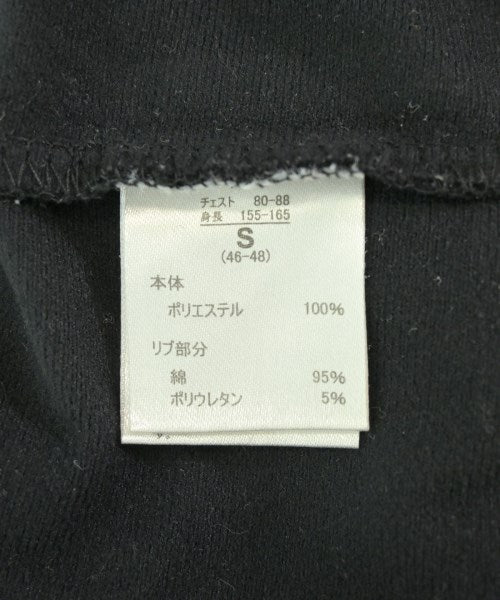 チェスト 80-88
身長 155-165
S
(46-48)
本体
ポリエステル 100%
リブ部分
綿 95%
ポリウレタン 5%